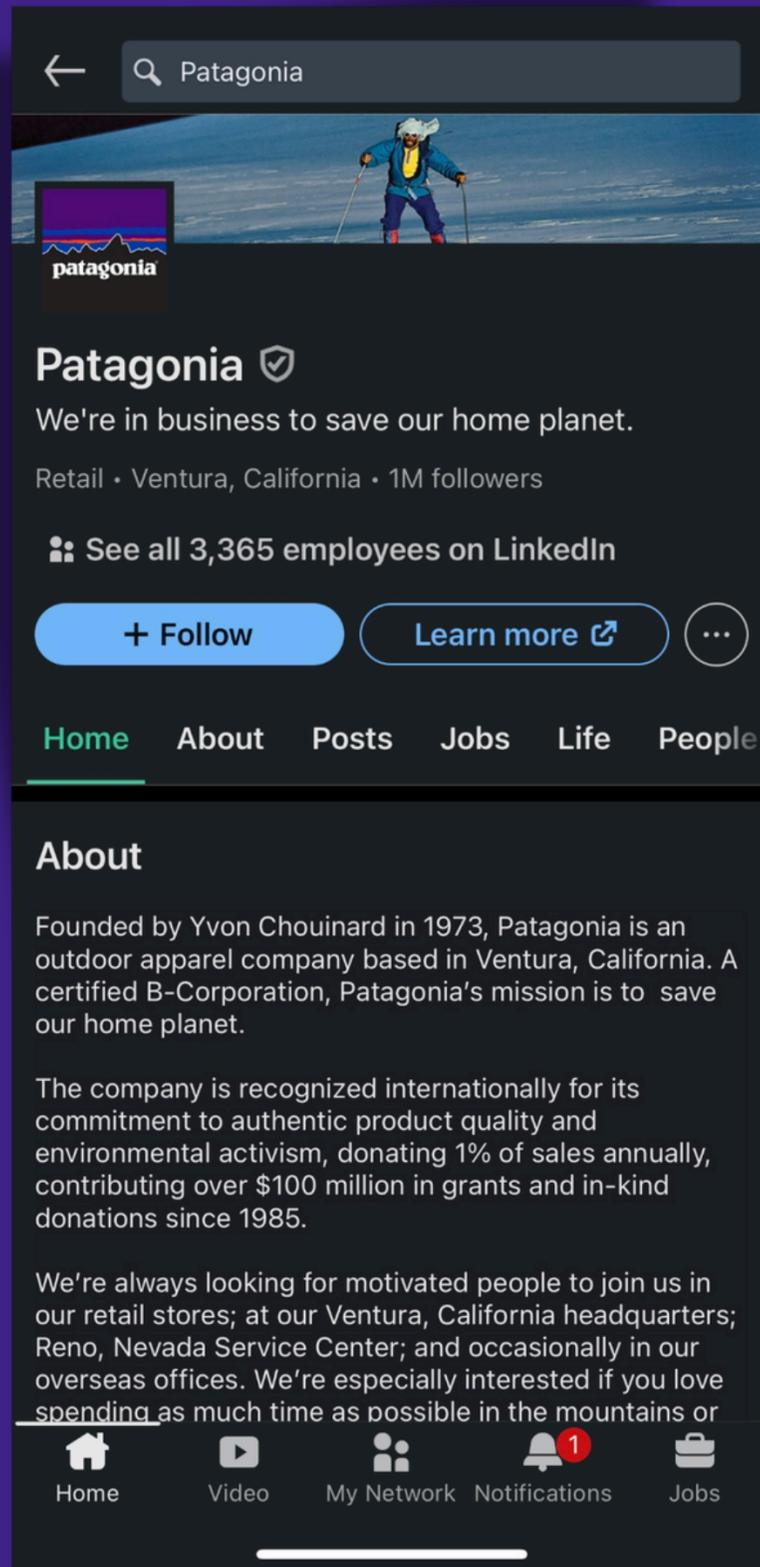 Patagonia
patagonia
Patagonia
We're in business to save our home planet.
Retail • Ventura, California • 1M followers
See all 3,365 employees on LinkedIn
+ Follow
Learn more
Home About Posts Jobs Life People
About
Founded by Yvon Chouinard in 1973, Patagonia is an
outdoor apparel company based in Ventura, California. A
certified B-Corporation, Patagonia’s mission is to  save
our home planet.
The company is recognized internationally for its
commitment to authentic product quality and
environmental activism, donating 1% of sales annually,
contributing over $100 million in grants and in-kind
donations since 1985.
We’re always looking for motivated people to join us in
our retail stores; at our Ventura, California headquarters;
Reno, Nevada Service Center; and occasionally in our
overseas offices. We’re especially interested if you love
spending as much time as possible in the mountains or
1
Home Video My Network Notifications Jobs